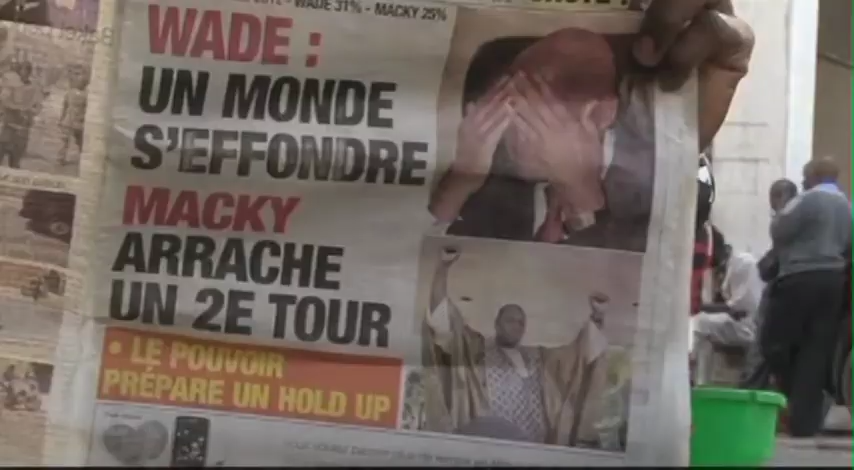 WADE 31% - MACKY 25%
WADE :
UN MONDE
S'EFFONDRE
MACKY
ARRACHE
UN 2E TOUR
• LE POUVOIR
PRÉPARE UN HOLD UP